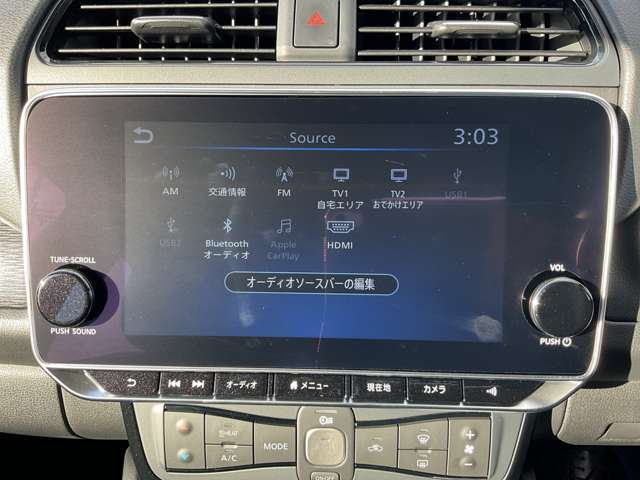 Source
3:03
AM
交通情報
FM
TV1
自宅エリア
TV2
おでかけエリア
USB1
USB2
Bluetooth
オーディオ
Apple
CarPlay
HDMI
オーディオソースバーの編集
TUNE·SCROLL
PUSH SOUND
VOL
PUSH
オーディオ
メニュー
現在地
カメラ
HEAT
A/C
MODE
ON·OFF